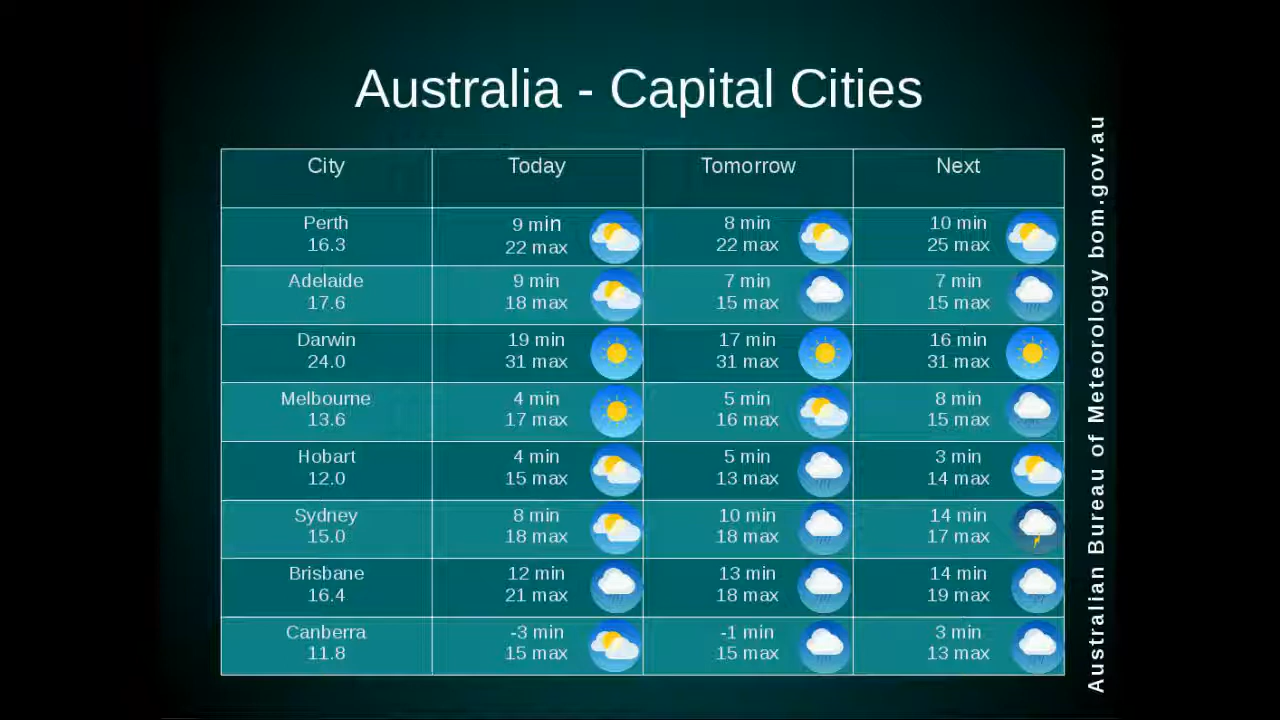 Australia - Capital Cities
City Today Tomorrow Next
Perth 9 min 8 min 10 min
16.3 22 max 22 max 25 max
Adelaide 9 min 7 min 7 min
17.6 18 max 15 max 15 max
Darwin 19 min 17 min 16 min
24.0 31 max 31 max 31 max
Melbourne 4 min 5 min 8 min
13.6 17 max 16 max 15 max
Hobart 4 min 5 min 3 min
12.0 15 max 13 max 14 max
Sydney 8 min 10 min 14 min
15.0 18 max 18 max 17 max
Brisbane 12 min 13 min 14 min
16.4 21 max 18 max 19 max
Canberra -3 min -1 min 3 min
11.8 15 max 15 max 13 max
Australian Bureau of Meteorology bom.gov.au